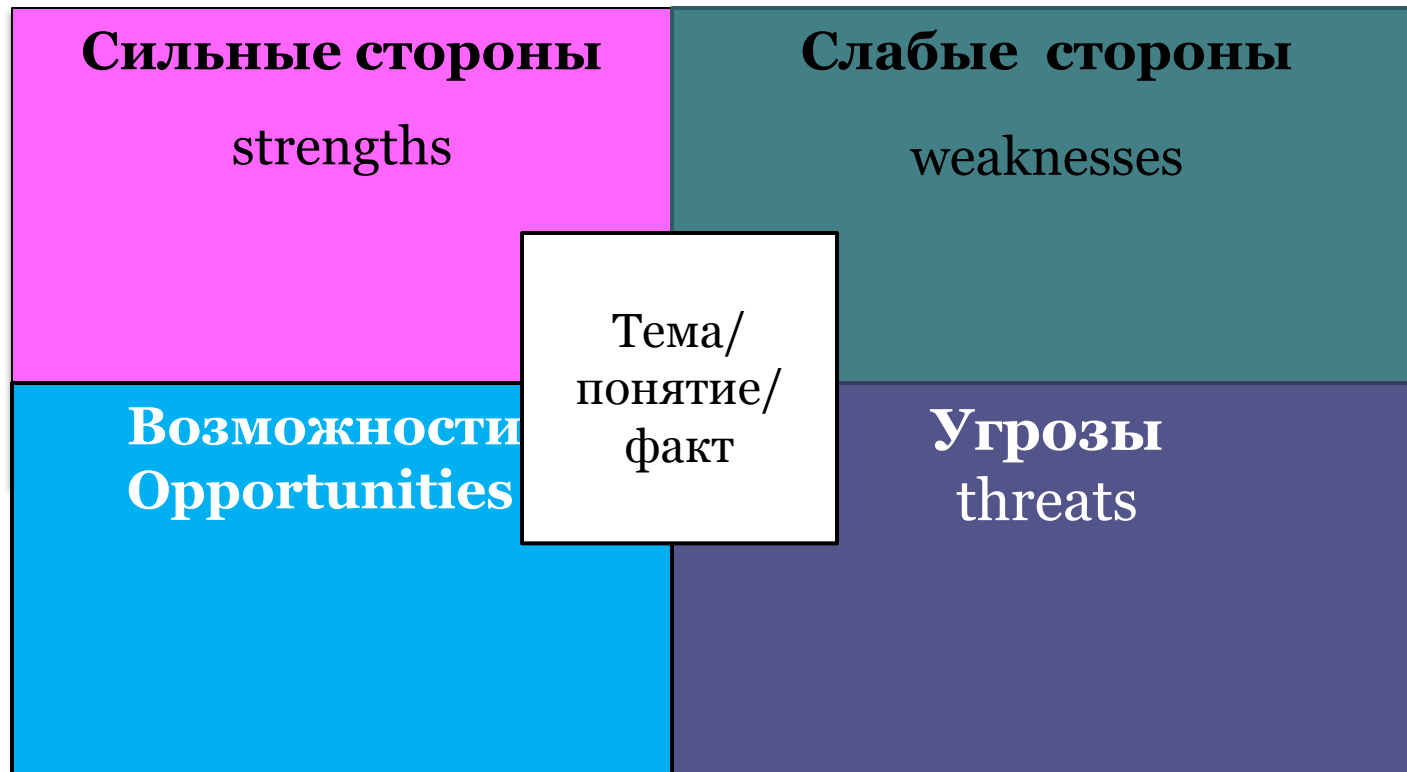 Сильные стороны
strengths
Слабые  стороны
weaknesses
Тема/
понятие/
факт
Возможности
Opportunities
Угрозы
threats